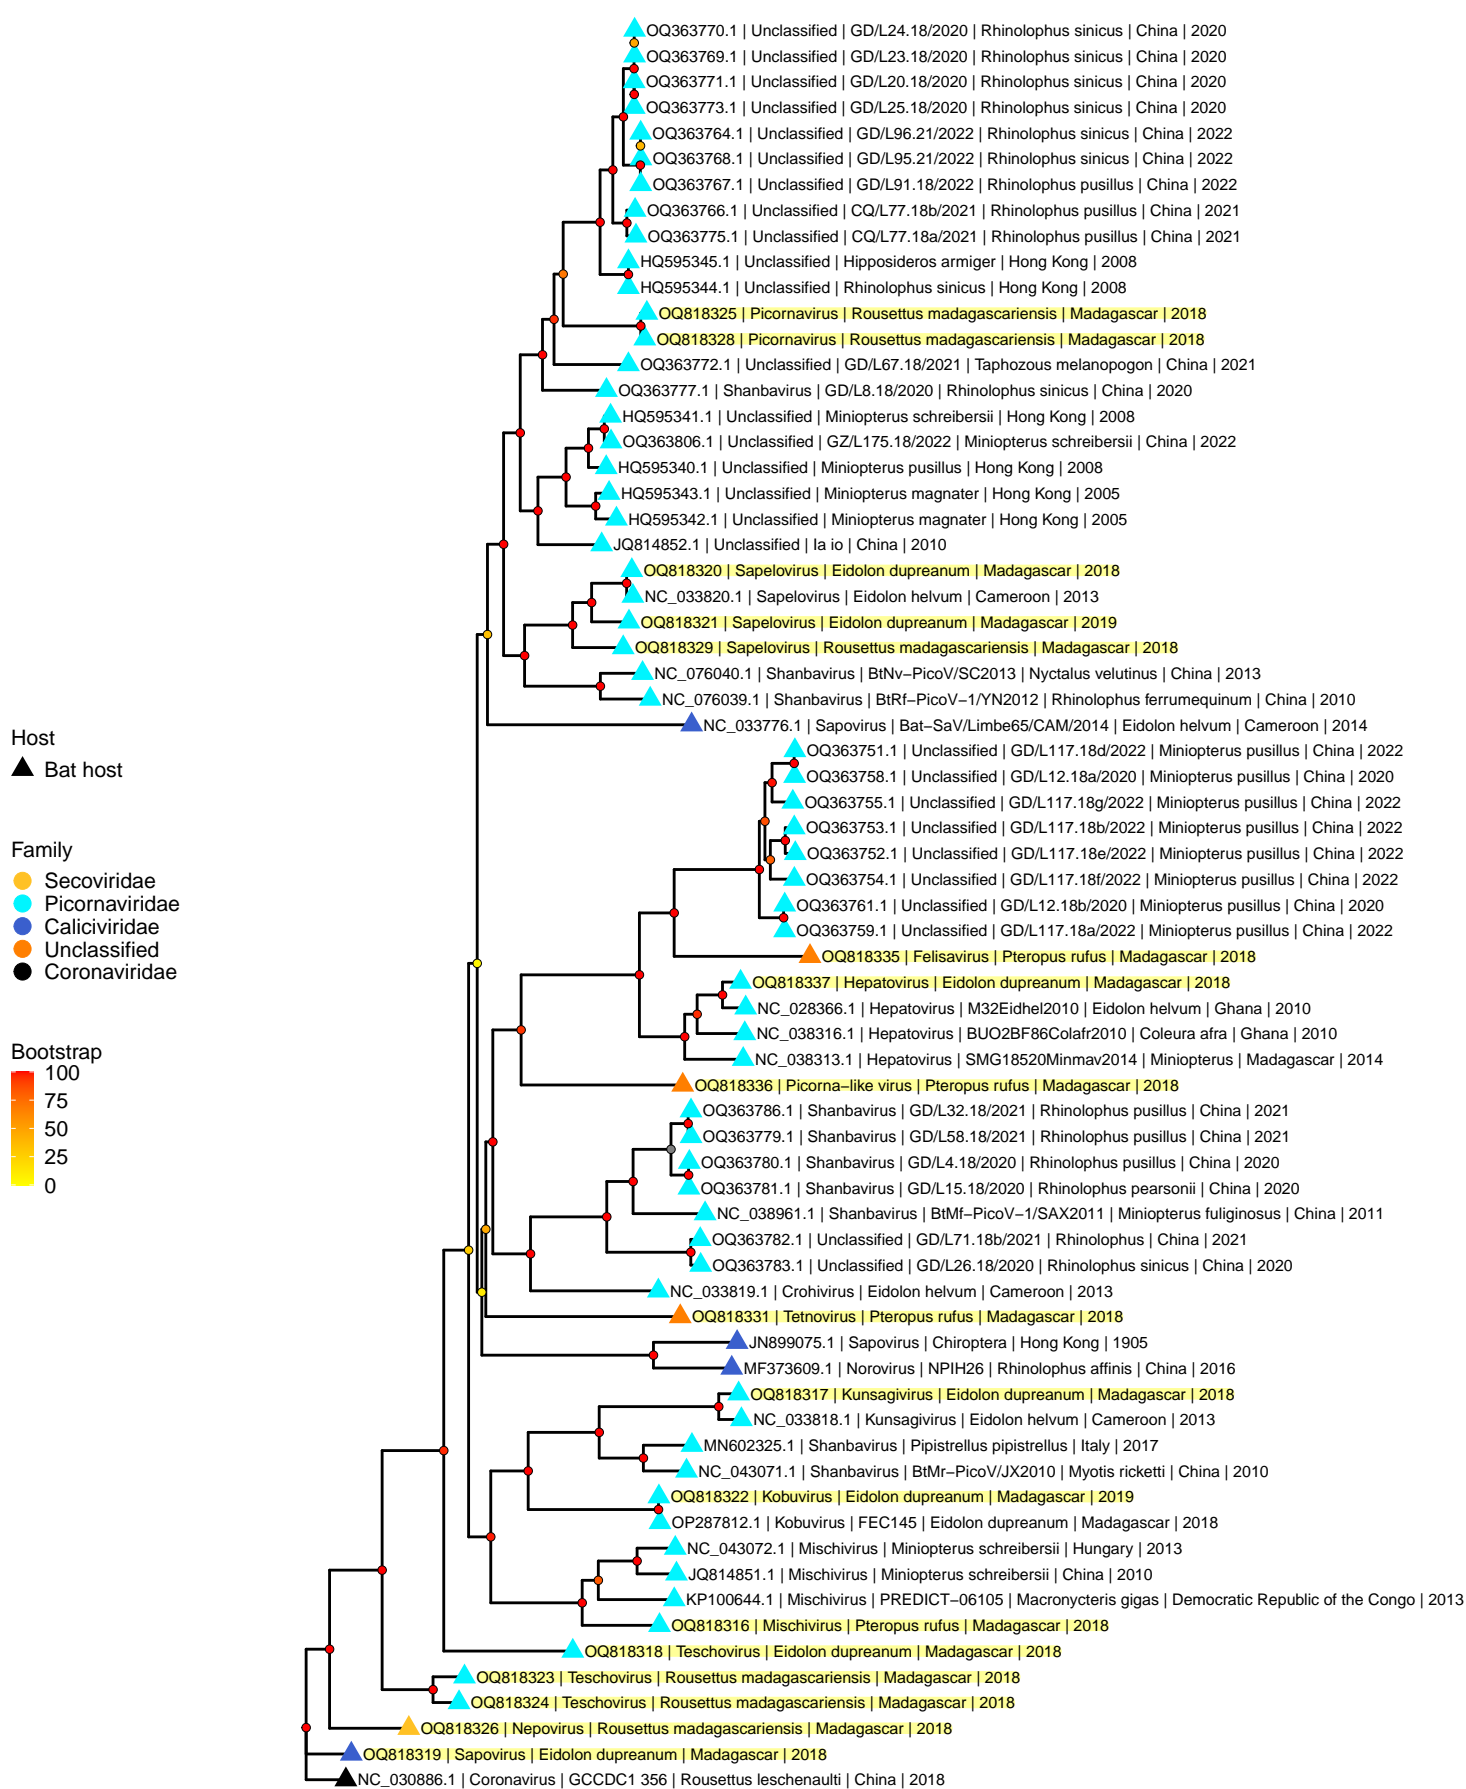 OQ363770.1 | Unclassified | GD/L24.18/2020 | Rhinolophus sinicus | China | 2020
OQ363769.1 | Unclassified | GD/L23.18/2020 | Rhinolophus sinicus | China | 2020
OQ363771.1 | Unclassified | GD/L20.18/2020 | Rhinolophus sinicus | China | 2020
OQ363773.1 | Unclassified | GD/L25.18/2020 | Rhinolophus sinicus | China | 2020
OQ363764.1 | Unclassified | GD/L96.21/2022 | Rhinolophus sinicus | China | 2022
OQ363768.1 | Unclassified | GD/L95.21/2022 | Rhinolophus sinicus | China | 2022
OQ363767.1 | Unclassified | GD/L91.18/2022 | Rhinolophus pusillus | China | 2022
OQ363766.1 | Unclassified | CQ/L77.18b/2021 | Rhinolophus pusillus | China | 2021
OQ363775.1 | Unclassified | CQ/L77.18a/2021 | Rhinolophus pusillus | China | 2021
HQ595345.1 | Unclassified | Hipposideros armiger | Hong Kong | 2008
HQ595344.1 | Unclassified | Rhinolophus sinicus | Hong Kong | 2008
OQ818325 | Picornavirus | Rousettus madagascariensis | Madagascar | 2018
OQ818328 | Picornavirus | Rousettus madagascariensis | Madagascar | 2018
OQ363772.1 | Unclassified | GD/L67.18/2021 | Taphozous melanopogon | China | 2021
OQ363777.1 | Shanbavirus | GD/L8.18/2020 | Rhinolophus sinicus | China | 2020
HQ595341.1 | Unclassified | Miniopterus schreibersii | Hong Kong | 2008
OQ363806.1 | Unclassified | GZ/L175.18/2022 | Miniopterus schreibersii | China | 2022
HQ595340.1 | Unclassified | Miniopterus pusillus | Hong Kong | 2008
HQ595343.1 | Unclassified | Miniopterus magnater | Hong Kong | 2005
HQ595342.1 | Unclassified | Miniopterus magnater | Hong Kong | 2005
JQ814852.1 | Unclassified | Ia io | China | 2010
OQ818320 | Sapelovirus | Eidolon dupreanum | Madagascar | 2018
NC_033820.1 | Sapelovirus | Eidolon helvum | Cameroon | 2013
OQ818321 | Sapelovirus | Eidolon dupreanum | Madagascar | 2019
OQ818329 | Sapelovirus | Rousettus madagascariensis | Madagascar | 2018
NC_076040.1 | Shanbavirus | BtNv−PicoV/SC2013 | Nyctalus velutinus | China | 2013
NC_076039.1 | Shanbavirus | BtRf−PicoV−1/YN2012 | Rhinolophus ferrumequinum | China | 2010
NC_033776.1 | Sapovirus | Bat−SaV/Limbe65/CAM/2014 | Eidolon helvum | Cameroon | 2014
OQ363751.1 | Unclassified | GD/L117.18d/2022 | Miniopterus pusillus | China | 2022
OQ363758.1 | Unclassified | GD/L12.18a/2020 | Miniopterus pusillus | China | 2020
OQ363755.1 | Unclassified | GD/L117.18g/2022 | Miniopterus pusillus | China | 2022
OQ363753.1 | Unclassified | GD/L117.18b/2022 | Miniopterus pusillus | China | 2022
OQ363752.1 | Unclassified | GD/L117.18e/2022 | Miniopterus pusillus | China | 2022
OQ363754.1 | Unclassified | GD/L117.18f/2022 | Miniopterus pusillus | China | 2022
OQ363761.1 | Unclassified | GD/L12.18b/2020 | Miniopterus pusillus | China | 2020
OQ363759.1 | Unclassified | GD/L117.18a/2022 | Miniopterus pusillus | China | 2022
OQ818335 | Felisavirus | Pteropus rufus | Madagascar | 2018
OQ818337 | Hepatovirus | Eidolon dupreanum | Madagascar | 2018
NC_028366.1 | Hepatovirus | M32Eidhel2010 | Eidolon helvum | Ghana | 2010
NC_038316.1 | Hepatovirus | BUO2BF86Colafr2010 | Coleura afra | Ghana | 2010
NC_038313.1 | Hepatovirus | SMG18520Minmav2014 | Miniopterus | Madagascar | 2014
OQ818336 | Picorna−like virus | Pteropus rufus | Madagascar | 2018
OQ363786.1 | Shanbavirus | GD/L32.18/2021 | Rhinolophus pusillus | China | 2021
OQ363779.1 | Shanbavirus | GD/L58.18/2021 | Rhinolophus pusillus | China | 2021
OQ363780.1 | Shanbavirus | GD/L4.18/2020 | Rhinolophus pusillus | China | 2020
OQ363781.1 | Shanbavirus | GD/L15.18/2020 | Rhinolophus pearsonii | China | 2020
NC_038961.1 | Shanbavirus | BtMf−PicoV−1/SAX2011 | Miniopterus fuliginosus | China | 2011
OQ363782.1 | Unclassified | GD/L71.18b/2021 | Rhinolophus | China | 2021
OQ363783.1 | Unclassified | GD/L26.18/2020 | Rhinolophus sinicus | China | 2020
NC_033819.1 | Crohivirus | Eidolon helvum | Cameroon | 2013
OQ818331 | Tetnovirus | Pteropus rufus | Madagascar | 2018
JN899075.1 | Sapovirus | Chiroptera | Hong Kong | 1905
MF373609.1 | Norovirus | NPIH26 | Rhinolophus affinis | China | 2016
OQ818317 | Kunsagivirus | Eidolon dupreanum | Madagascar | 2018
NC_033818.1 | Kunsagivirus | Eidolon helvum | Cameroon | 2013
MN602325.1 | Shanbavirus | Pipistrellus pipistrellus | Italy | 2017
NC_043071.1 | Shanbavirus | BtMr−PicoV/JX2010 | Myotis ricketti | China | 2010
OQ818322 | Kobuvirus | Eidolon dupreanum | Madagascar | 2019
OP287812.1 | Kobuvirus | FEC145 | Eidolon dupreanum | Madagascar | 2018
NC_043072.1 | Mischivirus | Miniopterus schreibersii | Hungary | 2013
JQ814851.1 | Mischivirus | Miniopterus schreibersii | China | 2010
KP100644.1 | Mischivirus | PREDICT−06105 | Macronycteris gigas | Democratic Republic of the Congo | 2013
OQ818316 | Mischivirus | Pteropus rufus | Madagascar | 2018
OQ818318 | Teschovirus | Eidolon dupreanum | Madagascar | 2018
OQ818323 | Teschovirus | Rousettus madagascariensis | Madagascar | 2018
OQ818324 | Teschovirus | Rousettus madagascariensis | Madagascar | 2018
OQ818326 | Nepovirus | Rousettus madagascariensis | Madagascar | 2018
OQ818319 | Sapovirus | Eidolon dupreanum | Madagascar | 2018
NC_030886.1 | Coronavirus | GCCDC1 356 | Rousettus leschenaulti | China | 2018
Host
Bat host
Family
Secoviridae
Picornaviridae
Caliciviridae
Unclassified
Coronaviridae
Bootstrap
100
75
50
25
0